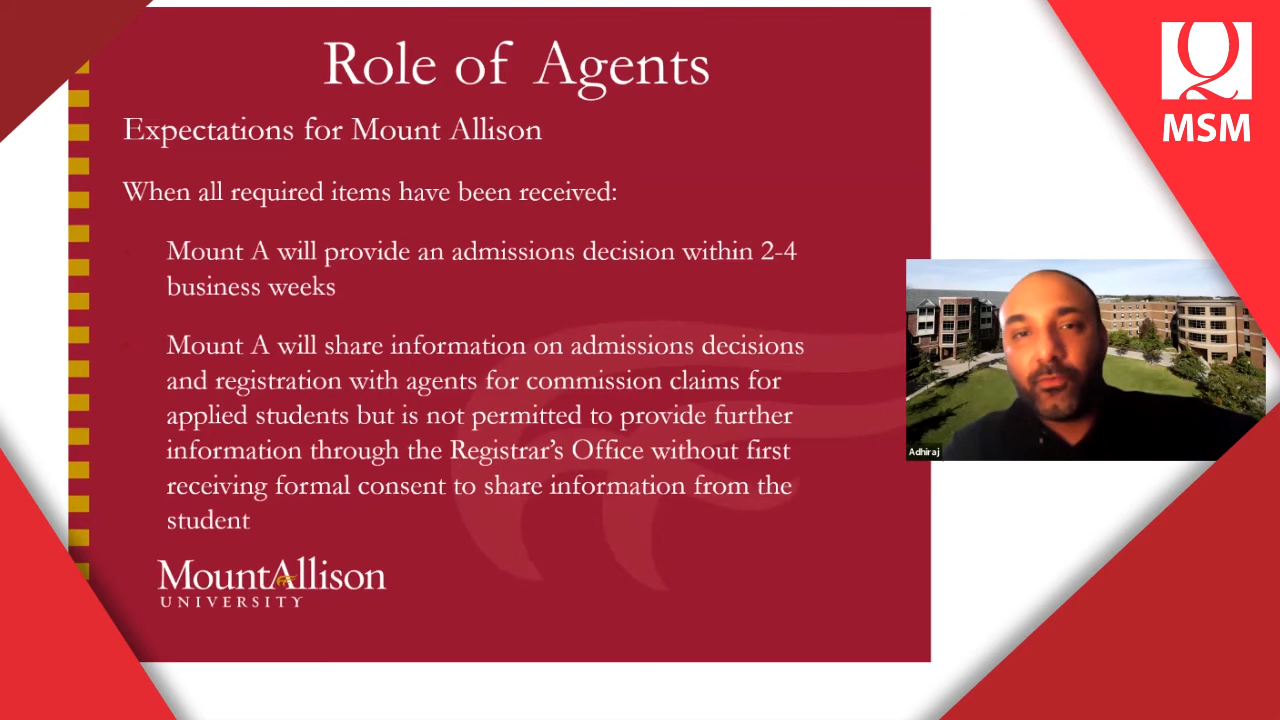 Role of Agents
Expectations for Mount Allison
When all required items have been received:
Mount A will provide an admissions decision within 2-4
business weeks
Mount A will share information on admissions decisions
and registration with agents for commission claims for
applied students but is not permitted to provide further
information through the Registrar's Office without first
receiving formal consent to share information from the
student
MountAllison
UNIVERSITY
MSM
Adhiraj